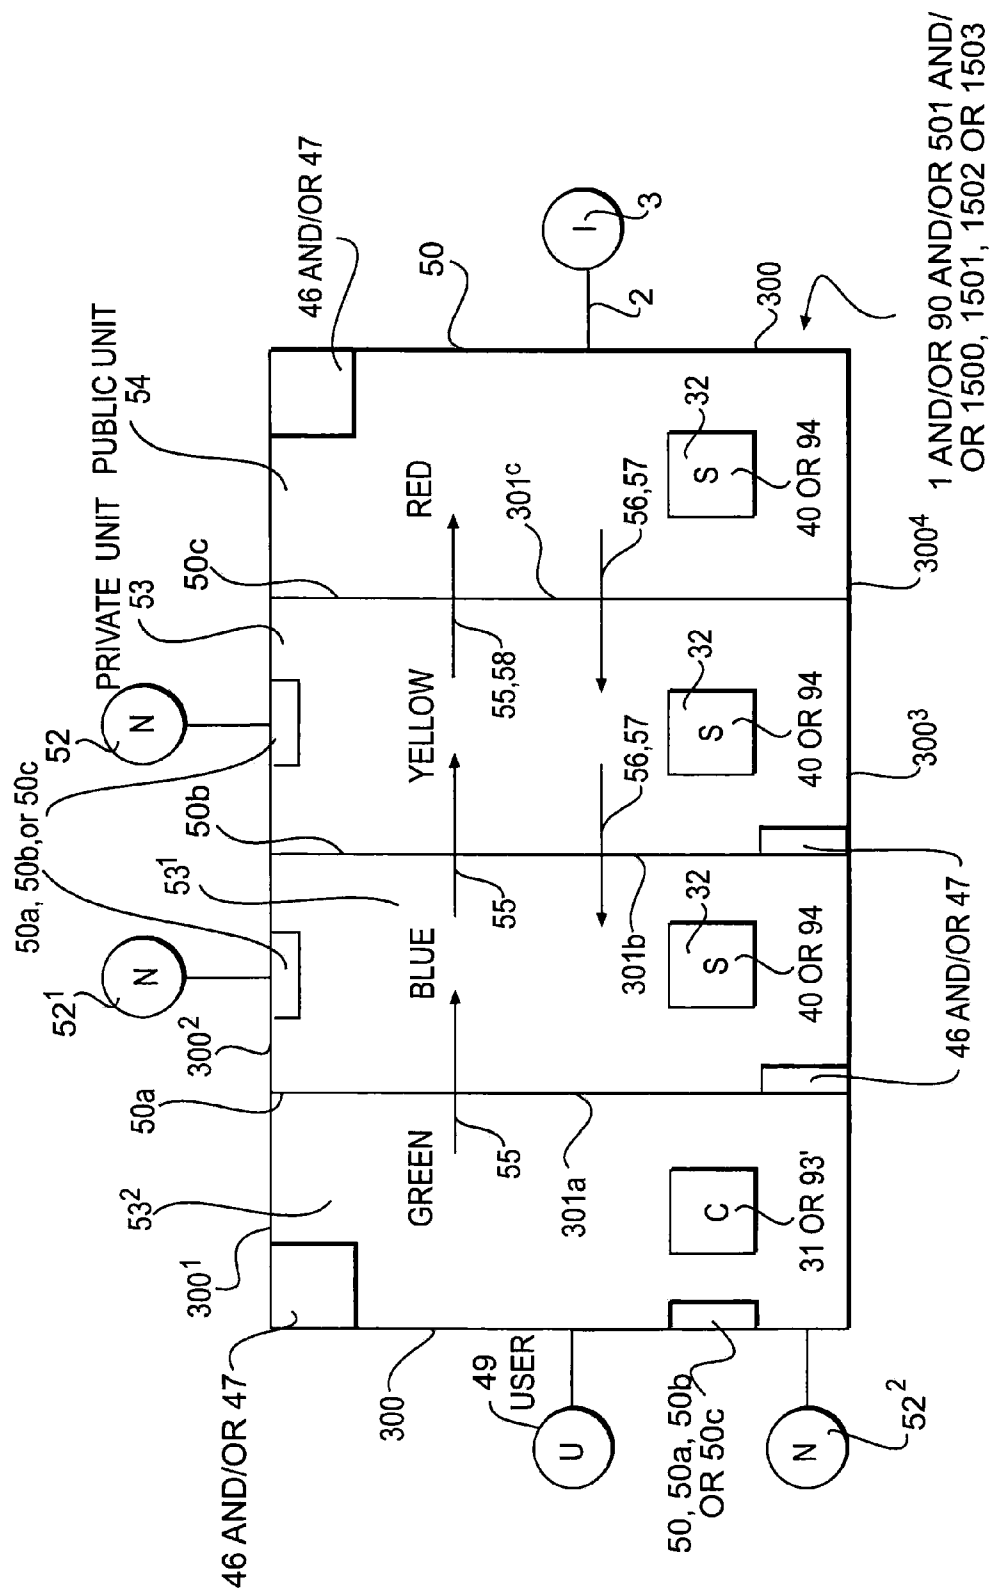 46 AND/OR 47
PRIVATE UNIT
PUBLIC UNIT
50a, 50b,or 50c
52¹
N
52
N
53
54
46 AND/OR 47
300¹
53²
50a
300²
53¹
50b
50c
50
I
3
2
GREEN
BLUE
YELLOW
RED
55
55
55,58
300
49
USER
U
301a
301b
56,57
301c
56,57
300
50, 50a, 50b
OR 50c
N
52²
C
31 OR 93'
S
32
40 OR 94
S
32
40 OR 94
S
32
40 OR 94
46 AND/OR 47
300³
300⁴
1 AND/OR 90 AND/OR 501 AND/
OR 1500, 1501, 1502 OR 1503